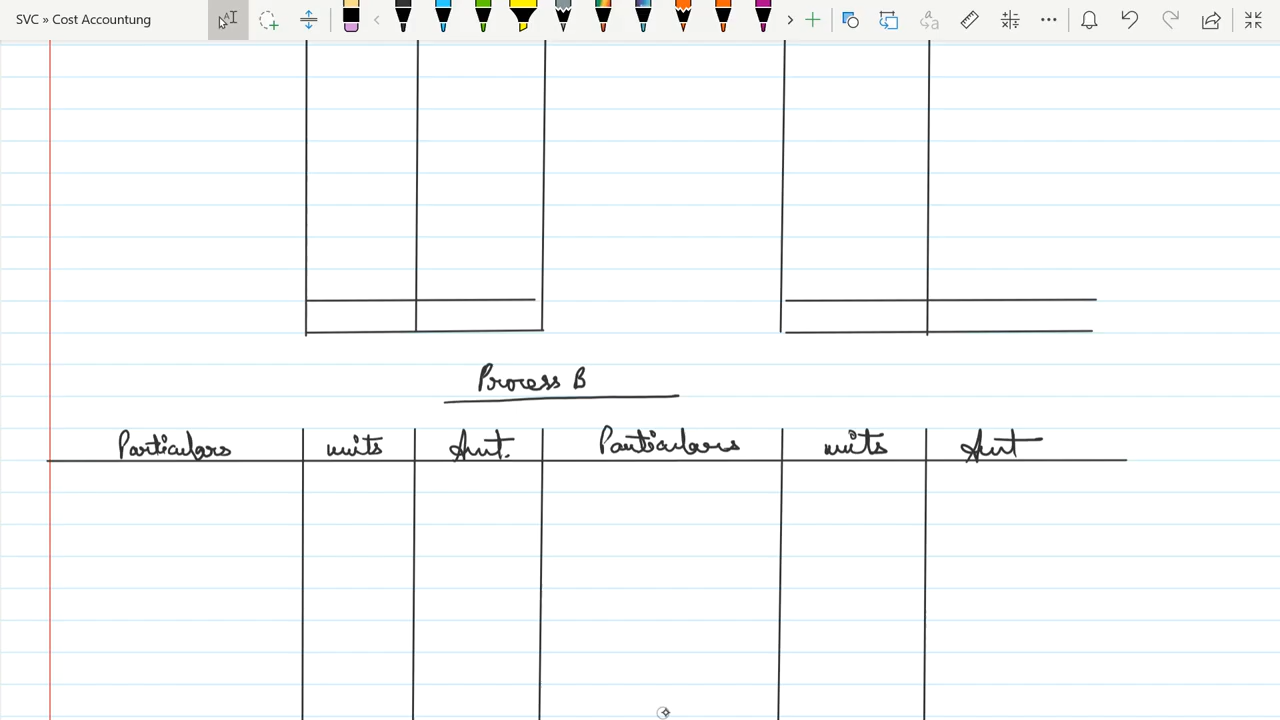 SVC » Cost Accountung
Process B
Particulars units Amt. Particulars units Amt